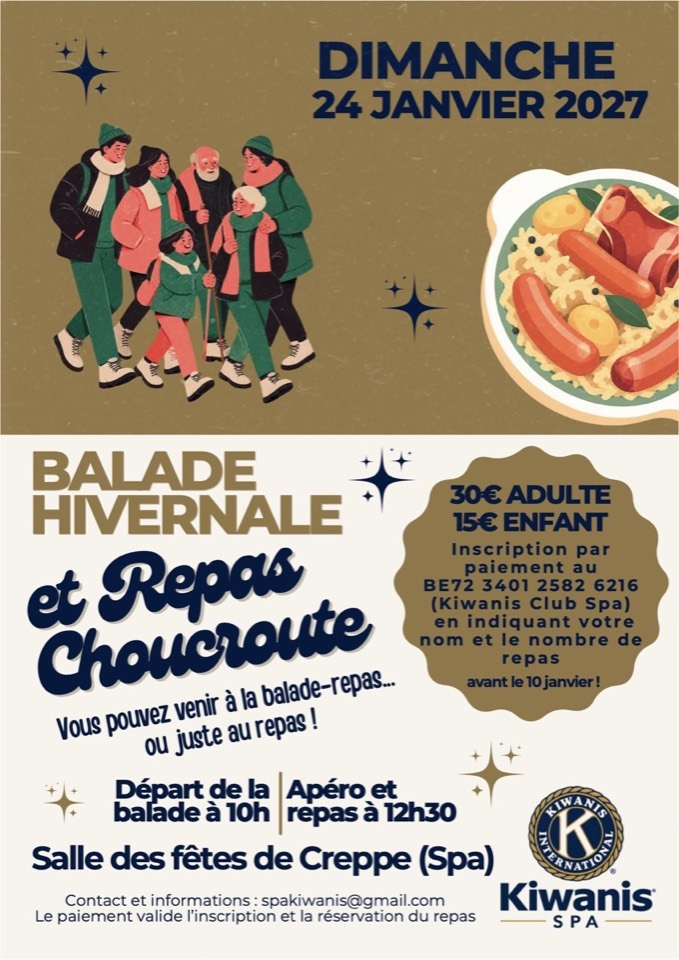 DIMANCHE
24 JANVIER 2027
BALADE
HIVERNALE
et Repas
Choucroute
Vous pouvez venir à la balade-repas...
ou juste au repas !
30€ ADULTE
15€ ENFANT
Inscription par
paiement au
BE72 3401 2582 6216
(Kiwanis Club Spa)
en indiquant votre
nom et le nombre de
repas
avant le 10 janvier !
Départ de la
balade à 10h
Apéro et
repas à 12h30
Salle des fêtes de Creppe (Spa)
Contact et informations : spakiwanis@gmail.com
Le paiement valide l’inscription et la réservation du repas
KIWANIS
K
INTERNATIONAL
®
Kiwanis®
SPA